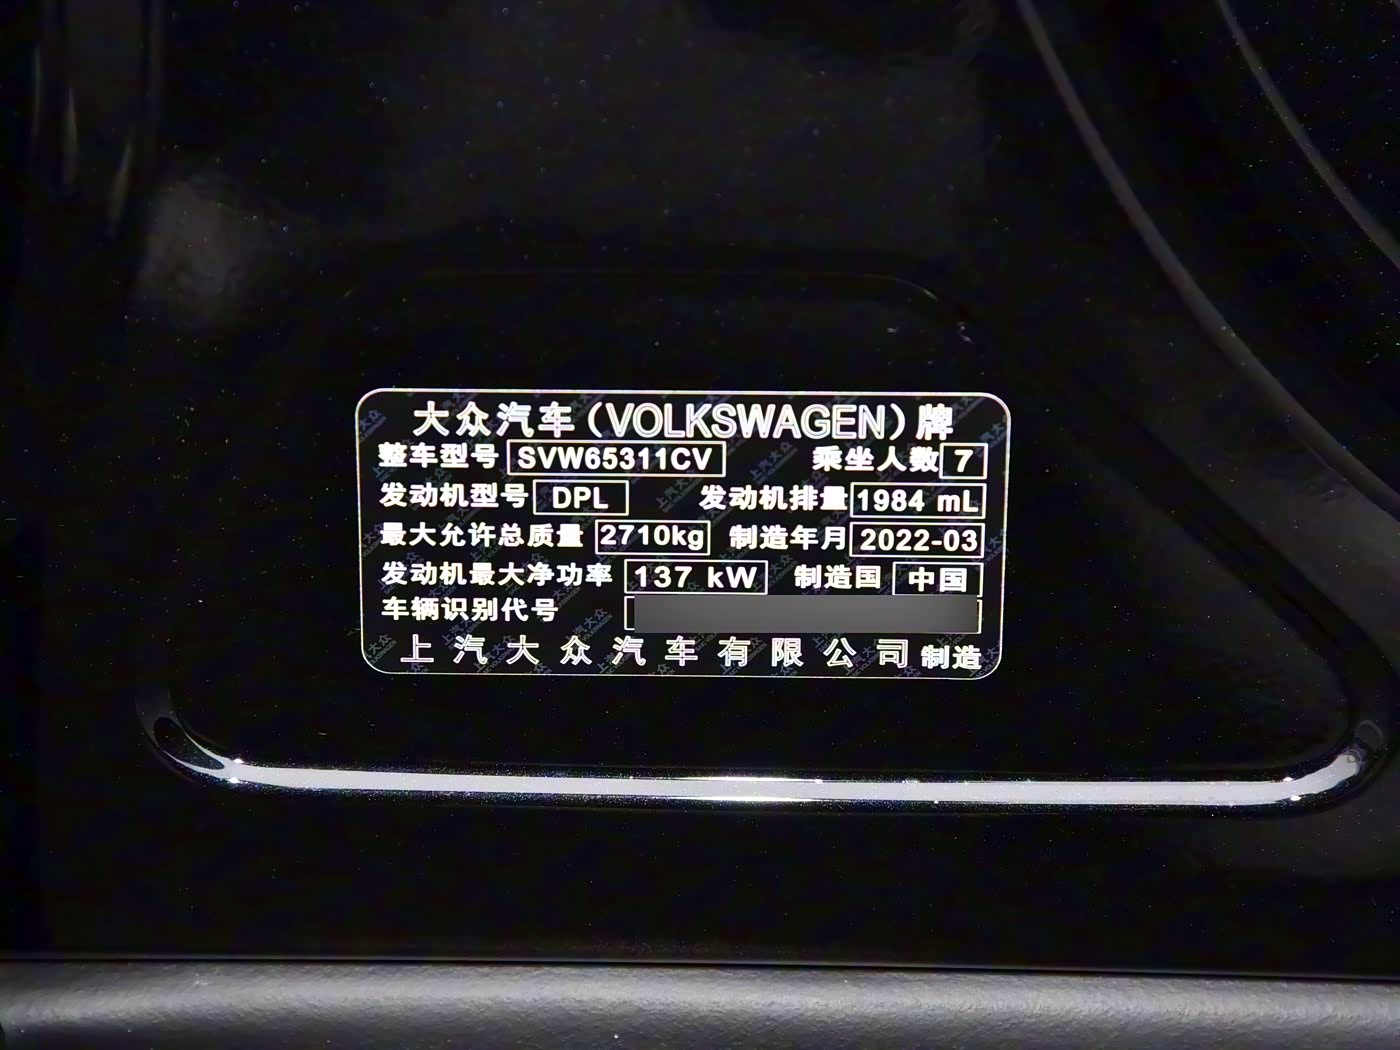 大众汽车(VOLKSWAGEN)牌
整车型号 SVW65311CV 乘坐人数 7
发动机型号 DPL 发动机排量 1984 mL
最大允许总质量 2710kg 制造年月 2022-03
发动机最大净功率 137 kW 制造国 中国
车辆识别代号
上汽大众汽车有限公司制造